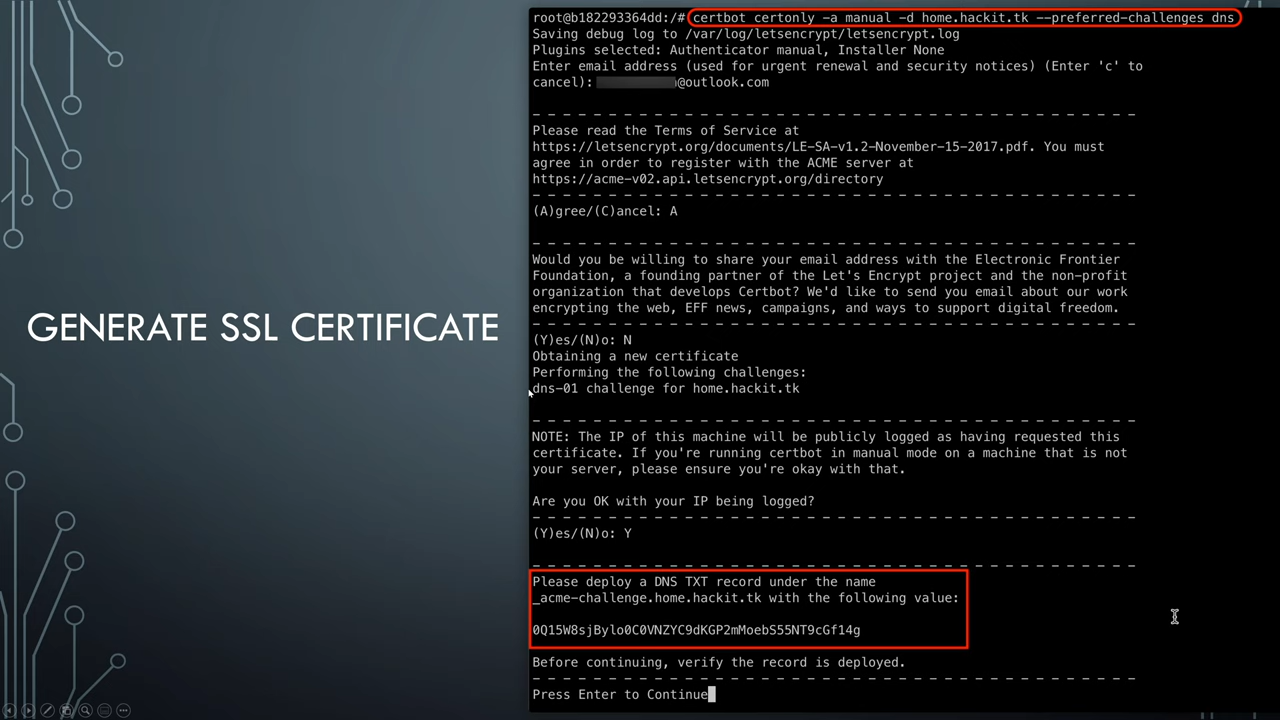 GENERATE SSL CERTIFICATE
root@b182293364dd:/# certbot certonly -a manual -d home.hackit.tk --preferred-challenges dns
Saving debug log to /var/log/letsencrypt/letsencrypt.log
Plugins selected: Authenticator manual, Installer None
Enter email address (used for urgent renewal and security notices) (Enter 'c' to
cancel): @outlook.com
- - - - - - - - - - - - - - - - - - - - - - - - - - - - - - - - - - - - - - - -
Please read the Terms of Service at
https://letsencrypt.org/documents/LE-SA-v1.2-November-15-2017.pdf. You must
agree in order to register with the ACME server at
https://acme-v02.api.letsencrypt.org/directory
- - - - - - - - - - - - - - - - - - - - - - - - - - - - - - - - - - - - - - - -
(A)gree/(C)ancel: A
- - - - - - - - - - - - - - - - - - - - - - - - - - - - - - - - - - - - - - - -
Would you be willing to share your email address with the Electronic Frontier
Foundation, a founding partner of the Let's Encrypt project and the non-profit
organization that develops Certbot? We'd like to send you email about our work
encrypting the web, EFF news, campaigns, and ways to support digital freedom.
- - - - - - - - - - - - - - - - - - - - - - - - - - - - - - - - - - - - - - - -
(Y)es/(N)o: N
Obtaining a new certificate
Performing the following challenges:
dns-01 challenge for home.hackit.tk
- - - - - - - - - - - - - - - - - - - - - - - - - - - - - - - - - - - - - - - -
NOTE: The IP of this machine will be publicly logged as having requested this
certificate. If you're running certbot in manual mode on a machine that is not
your server, please ensure you're okay with that.
Are you OK with your IP being logged?
- - - - - - - - - - - - - - - - - - - - - - - - - - - - - - - - - - - - - - - -
(Y)es/(N)o: Y
- - - - - - - - - - - - - - - - - - - - - - - - - - - - - - - - - - - - - - - -
Please deploy a DNS TXT record under the name
_acme-challenge.home.hackit.tk with the following value:
0Q15W8sjBylo0C0VNZYC9dKGP2mMoebS55NT9cGf14g
Before continuing, verify the record is deployed.
- - - - - - - - - - - - - - - - - - - - - - - - - - - - - - - - - - - - - - - -
Press Enter to Continue